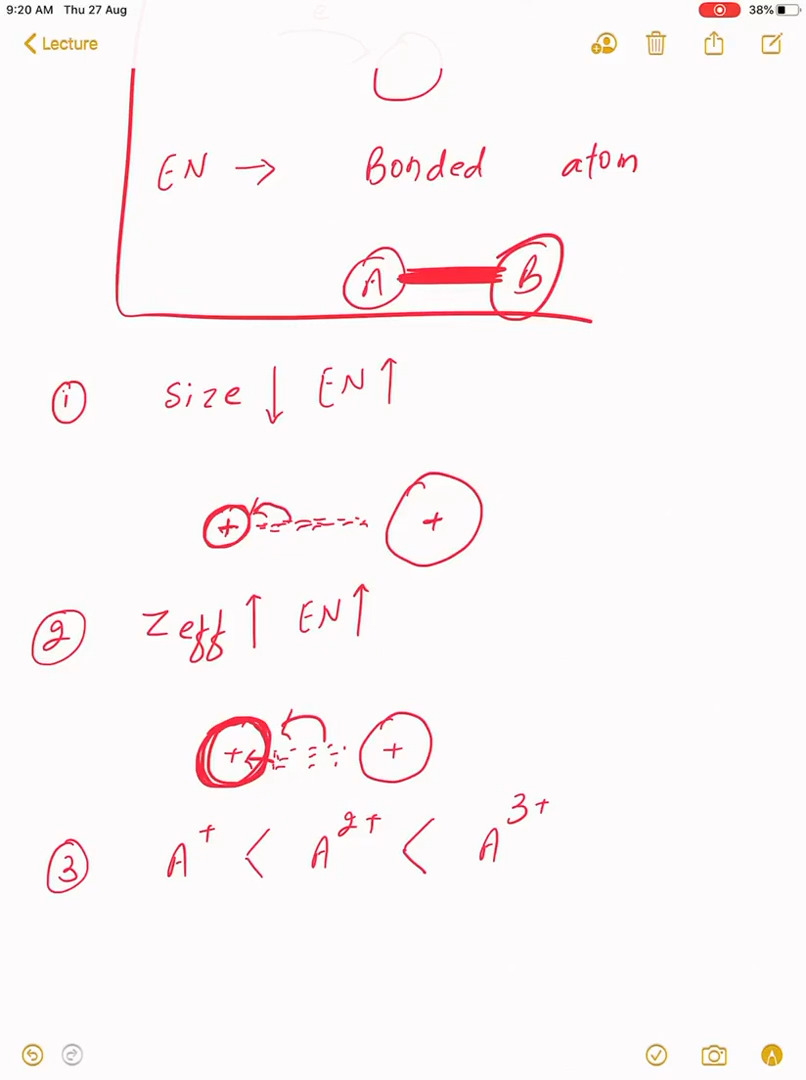 9:20 AM Thu 27 Aug 38%
Lecture
EN → Bonded atom
A B
① Size ↓ EN ↑
+ +
② Zeff ↑ EN ↑
+ +
③ A⁺ < A²⁺ < A³⁺